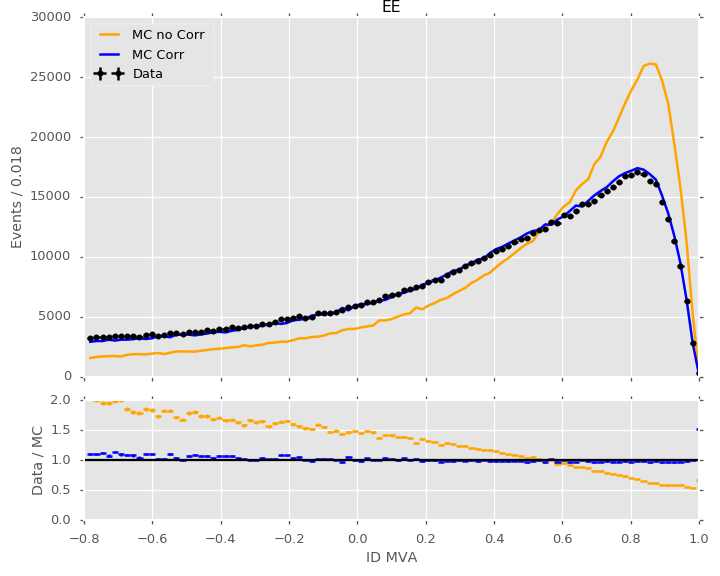 EE
30000
25000
20000
15000
10000
5000
0
Events / 0.018
MC no Corr
MC Corr
Data
2.0
1.5
1.0
0.5
0.0
Data / MC
−0.8 −0.6 −0.4 −0.2 0.0 0.2 0.4 0.6 0.8 1.0
ID MVA